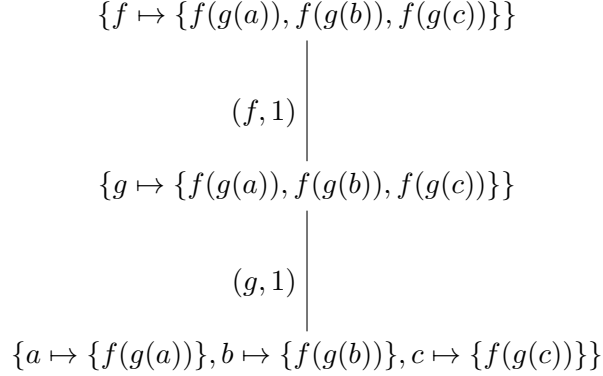 {f ↦ {f(g(a)), f(g(b)), f(g(c))}}
(f, 1)
{g ↦ {f(g(a)), f(g(b)), f(g(c))}}
(g, 1)
{a ↦ {f(g(a))}, b ↦ {f(g(b))}, c ↦ {f(g(c))}}